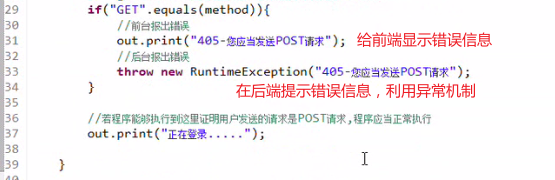 29 if("GET".equals(method)){
30 //前台报出错误
31 out.print("405-您应当发送POST请求"); 给前端显示错误信息
32 //后台报出错误
33 throw new RuntimeException("405-您应当发送POST请求");
34 } 在后端提示错误信息，利用异常机制
35
36 //若程序能够执行到这里证明用户发送的请求是POST请求,程序应当正常执行
37 out.print("正在登录.....");
38
39 }